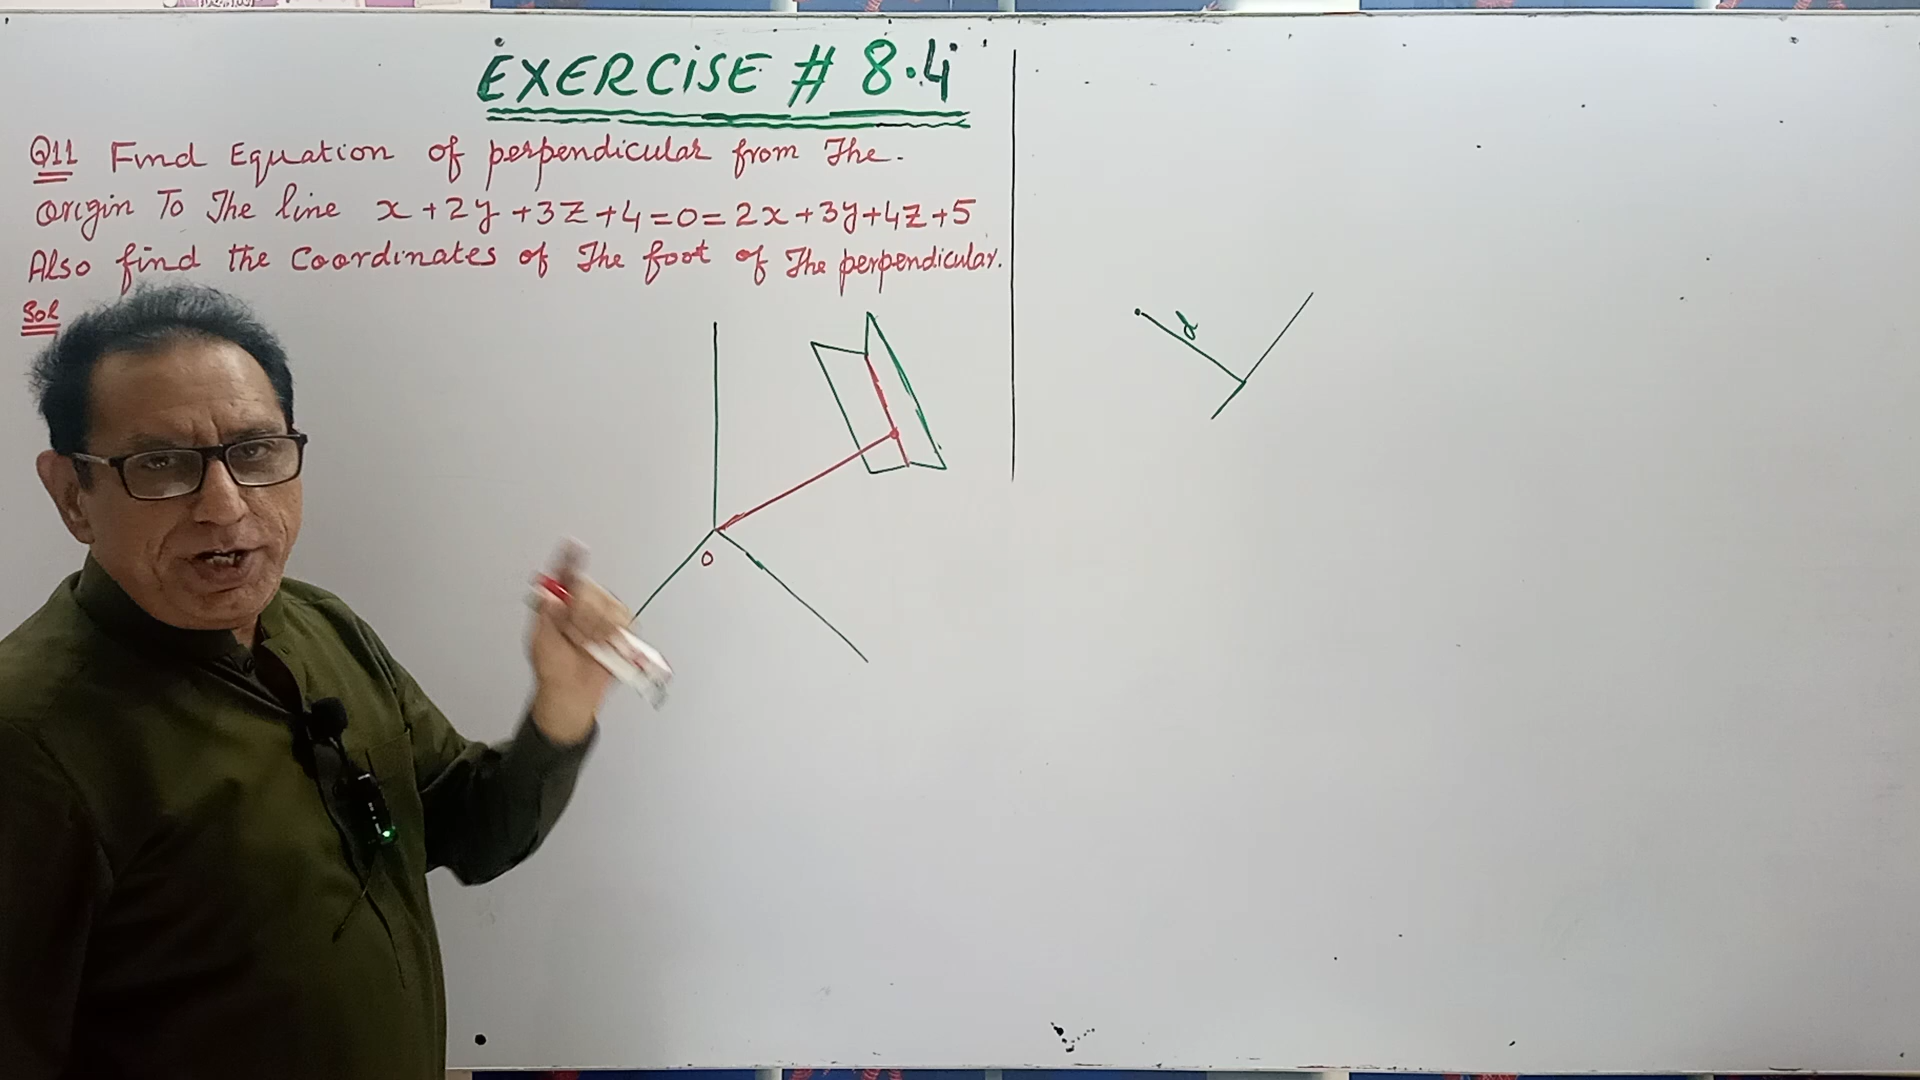 EXERCISE # 8.4
Q11 Find Equation of perpendicular from The
origin To The line x+2y+3z+4=0=2x+3y+4z+5
Also find the Coordinates of The foot of The perpendicular.
Sol
d
O